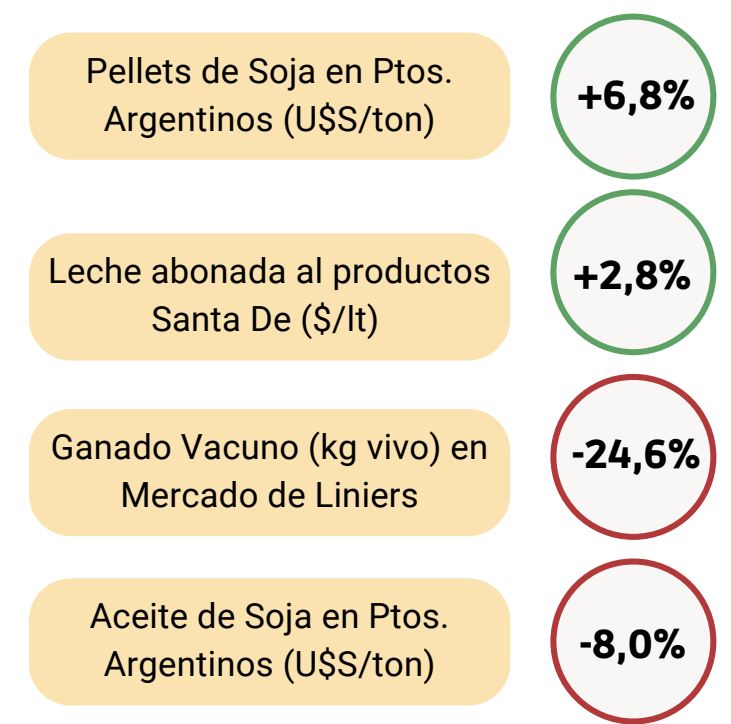 Pellets de Soja en Ptos.
Argentinos (U$S/ton)
+6,8%
Leche abonada al productos
Santa De ($/lt)
+2,8%
Ganado Vacuno (kg vivo) en
Mercado de Liniers
-24,6%
Aceite de Soja en Ptos.
Argentinos (U$S/ton)
-8,0%